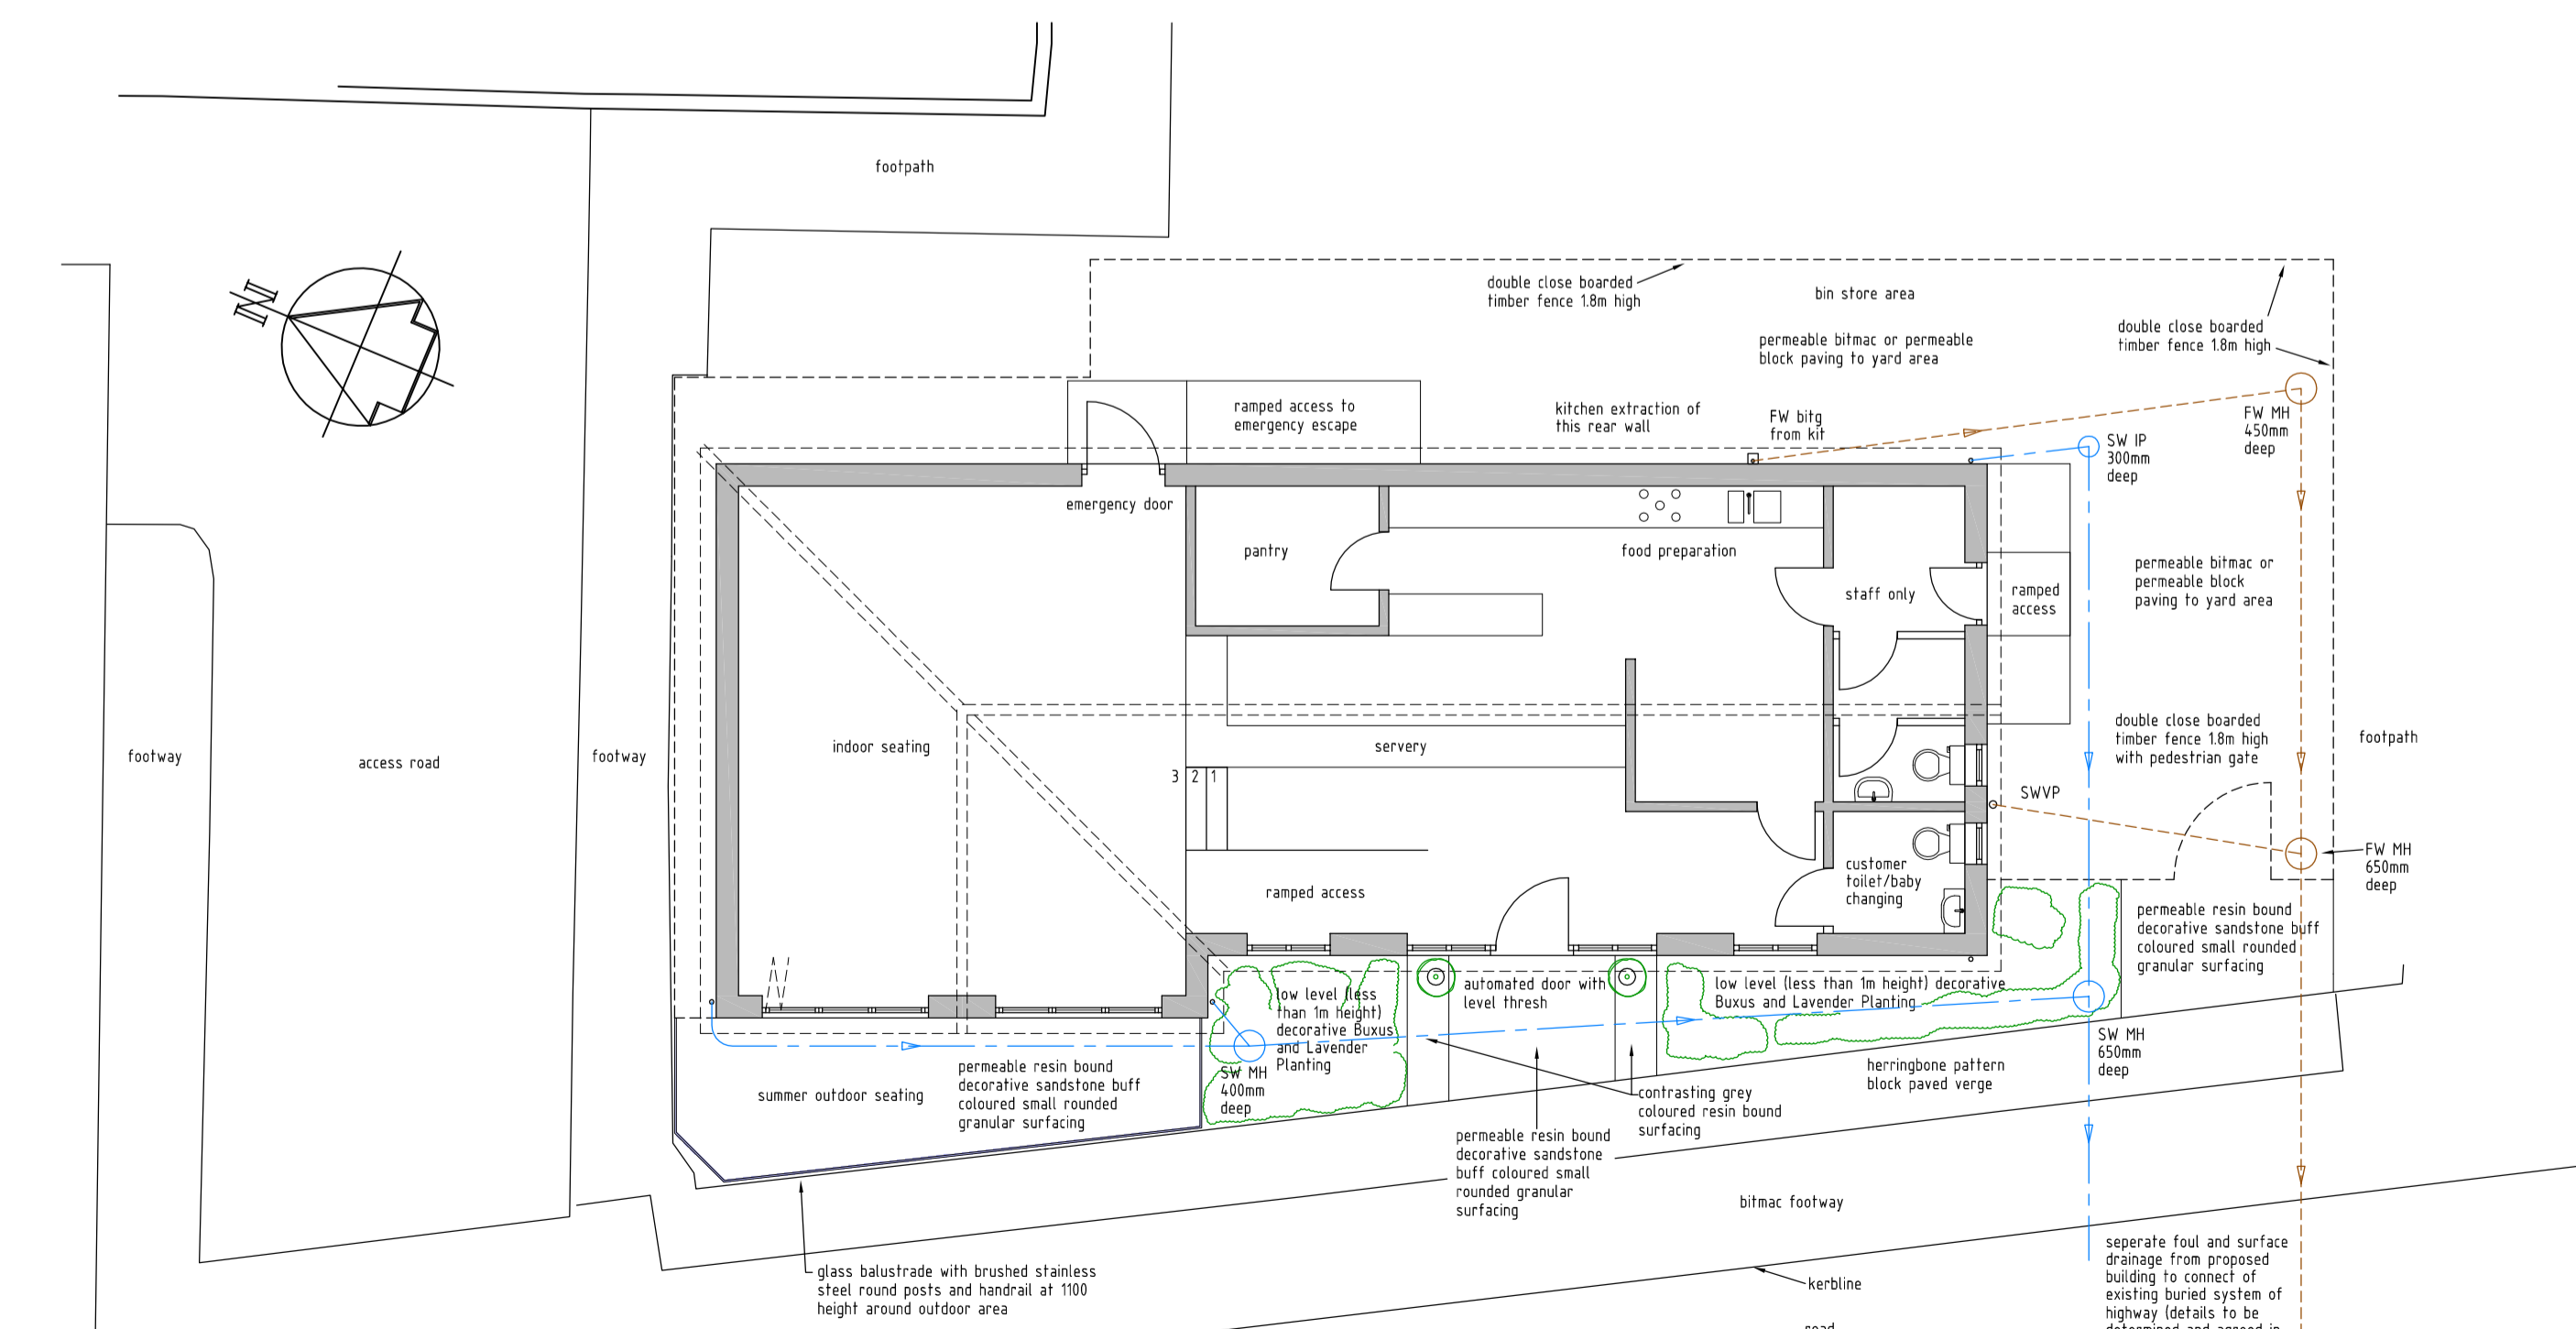 footpath
N
double close boarded
timber fence 1.8m high
bin store area
double close boarded
timber fence 1.8m high
permeable bitmac or permeable
block paving to yard area
ramped access to
emergency escape
kitchen extraction of
this rear wall
FW bitg
from kit
FW MH
450mm
deep
SW IP
300mm
deep
emergency door
pantry
food preparation
staff only
ramped
access
permeable bitmac or
permeable block
paving to yard area
footway
access road
footway
indoor seating
3 2 1
servery
double close boarded
timber fence 1.8m high
with pedestrian gate
footpath
SWVP
FW MH
650mm
deep
ramped access
customer
toilet/baby
changing
permeable resin bound
decorative sandstone buff
coloured small rounded
granular surfacing
low level (less
than 1m height)
decorative Buxus
and Lavender
Planting
automated door with
level thresh
low level (less than 1m height) decorative
Buxus and Lavender Planting
SW MH
400mm
deep
SW MH
650mm
deep
summer outdoor seating
permeable resin bound
decorative sandstone buff
coloured small rounded
granular surfacing
herringbone pattern
block paved verge
contrasting grey
coloured resin bound
surfacing
permeable resin bound
decorative sandstone
buff coloured small
rounded granular
surfacing
bitmac footway
glass balustrade with brushed stainless
steel round posts and handrail at 1100
height around outdoor area
kerbline
road
seperate foul and surface
drainage from proposed
building to connect of
existing buried system of
highway (details to be
determined and agreed in